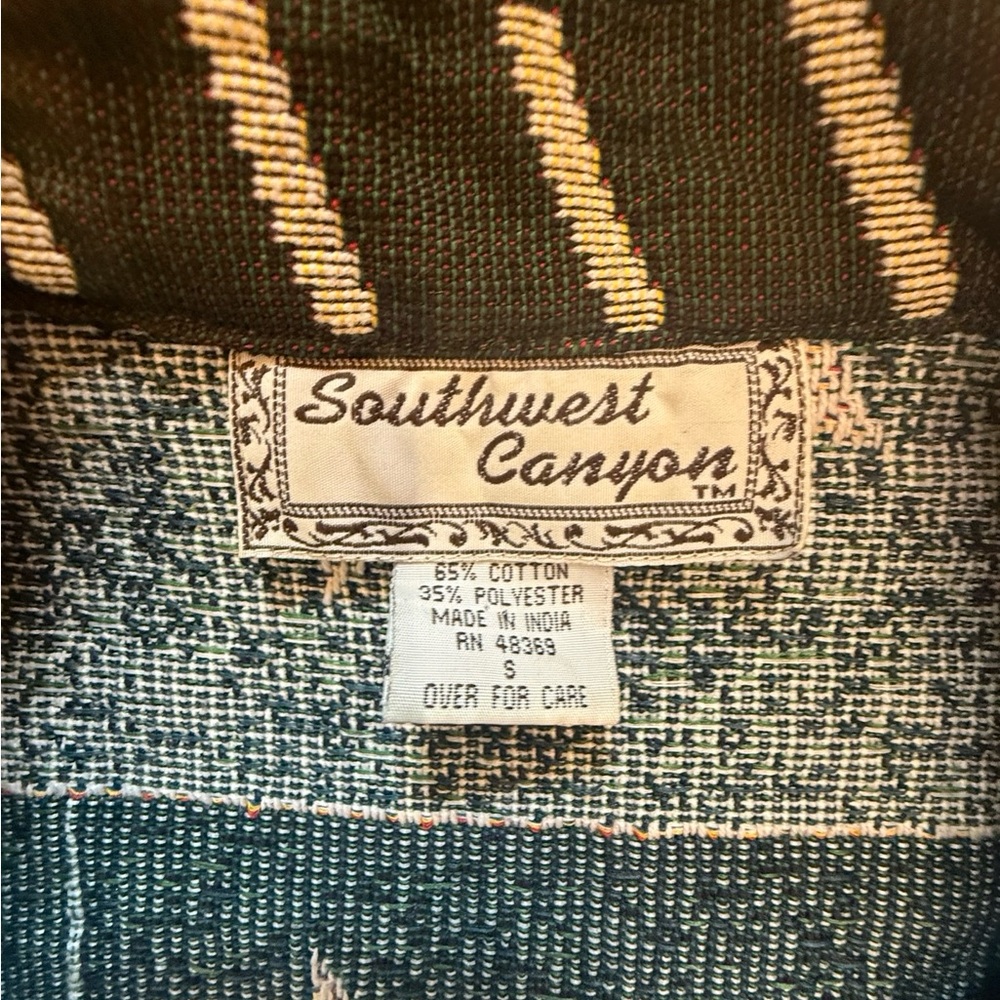 Southwest
Canyon
TM
65% COTTON
35% POLYESTER
MADE IN INDIA
RN 48369
S
OVER FOR CARE